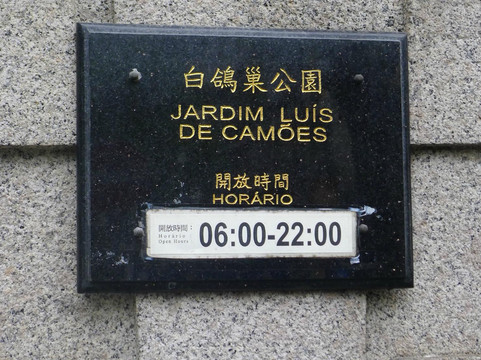 白鴿巢公園
JARDIM LUÍS
DE CAMÕES
開放時間
HORÁRIO
開放時間：
Horário
Open Hours
06:00-22:00